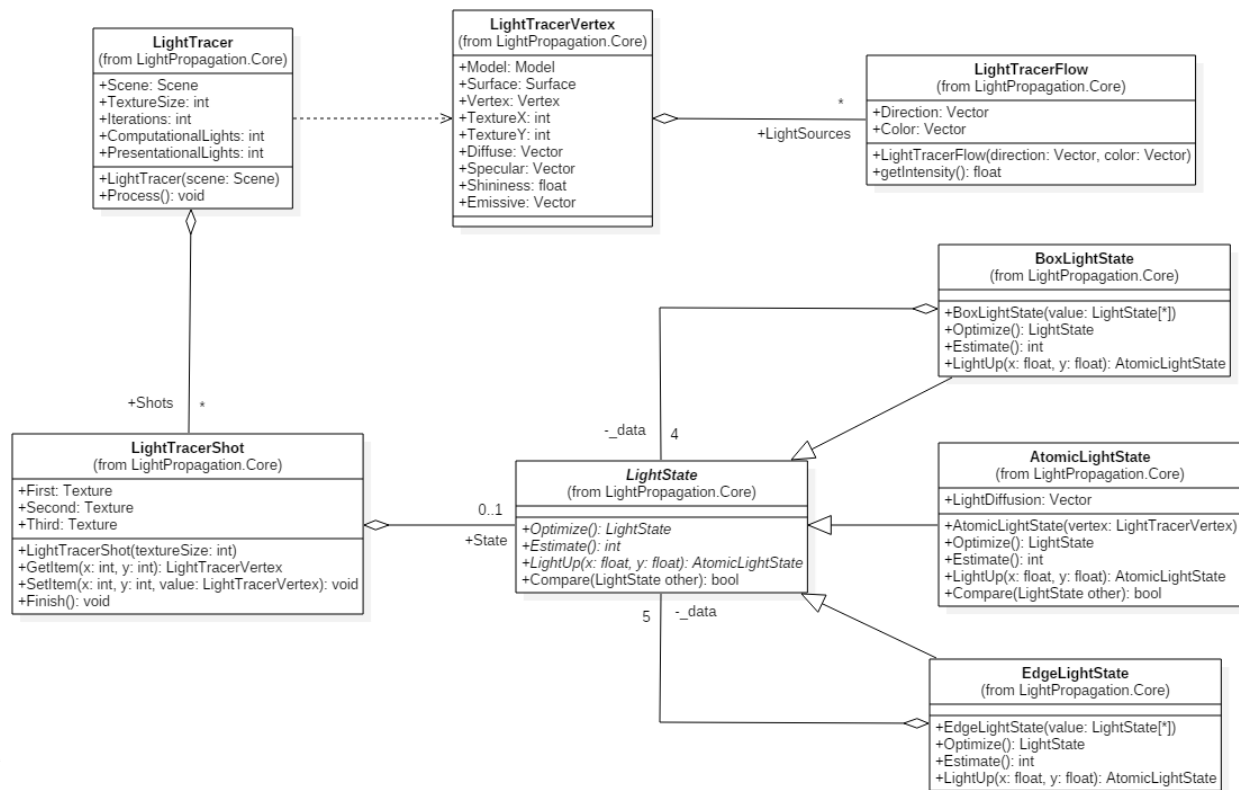 LightTracer
(from LightPropagation.Core)
+Scene: Scene
+TextureSize: int
+Iterations: int
+ComputationalLights: int
+PresentationalLights: int
+LightTracer(scene: Scene)
+Process(): void
LightTracerVertex
(from LightPropagation.Core)
+Model: Model
+Surface: Surface
+Vertex: Vertex
+TextureX: int
+TextureY: int
+Diffuse: Vector
+Specular: Vector
+Shininess: float
+Emissive: Vector
*
+LightSources
LightTracerFlow
(from LightPropagation.Core)
+Direction: Vector
+Color: Vector
+LightTracerFlow(direction: Vector, color: Vector)
+getIntensity(): float
BoxLightState
(from LightPropagation.Core)
+BoxLightState(value: LightState[*])
+Optimize(): LightState
+Estimate(): int
+LightUp(x: float, y: float): AtomicLightState
+Shots *
-_data 4
LightTracerShot
(from LightPropagation.Core)
+First: Texture
+Second: Texture
+Third: Texture
+LightTracerShot(textureSize: int)
+GetItem(x: int, y: int): LightTracerVertex
+SetItem(x: int, y: int, value: LightTracerVertex): void
+Finish(): void
0..1
+State
LightState
(from LightPropagation.Core)
+Optimize(): LightState
+Estimate(): int
+LightUp(x: float, y: float): AtomicLightState
+Compare(LightState other): bool
AtomicLightState
(from LightPropagation.Core)
+LightDiffusion: Vector
+AtomicLightState(vertex: LightTracerVertex)
+Optimize(): LightState
+Estimate(): int
+LightUp(x: float, y: float): AtomicLightState
+Compare(LightState other): bool
5 -_data
EdgeLightState
(from LightPropagation.Core)
+EdgeLightState(value: LightState[*])
+Optimize(): LightState
+Estimate(): int
+LightUp(x: float, y: float): AtomicLightState